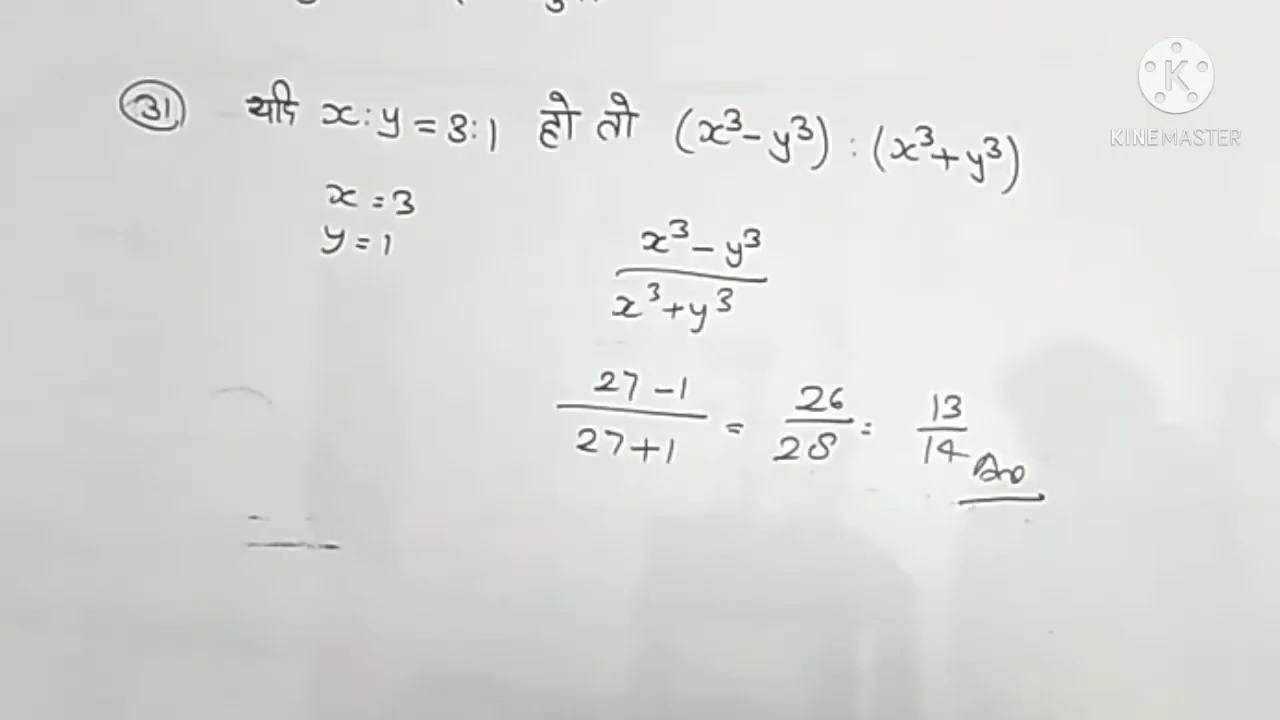 31 यदि x:y = 3:1 हो तो (x³- y³) : (x³+ y³)
K
KINEMASTER
x = 3
y = 1
x³ - y³
x³ + y³
27 - 1
27 + 1
=
26
28
=
13
14
Ans